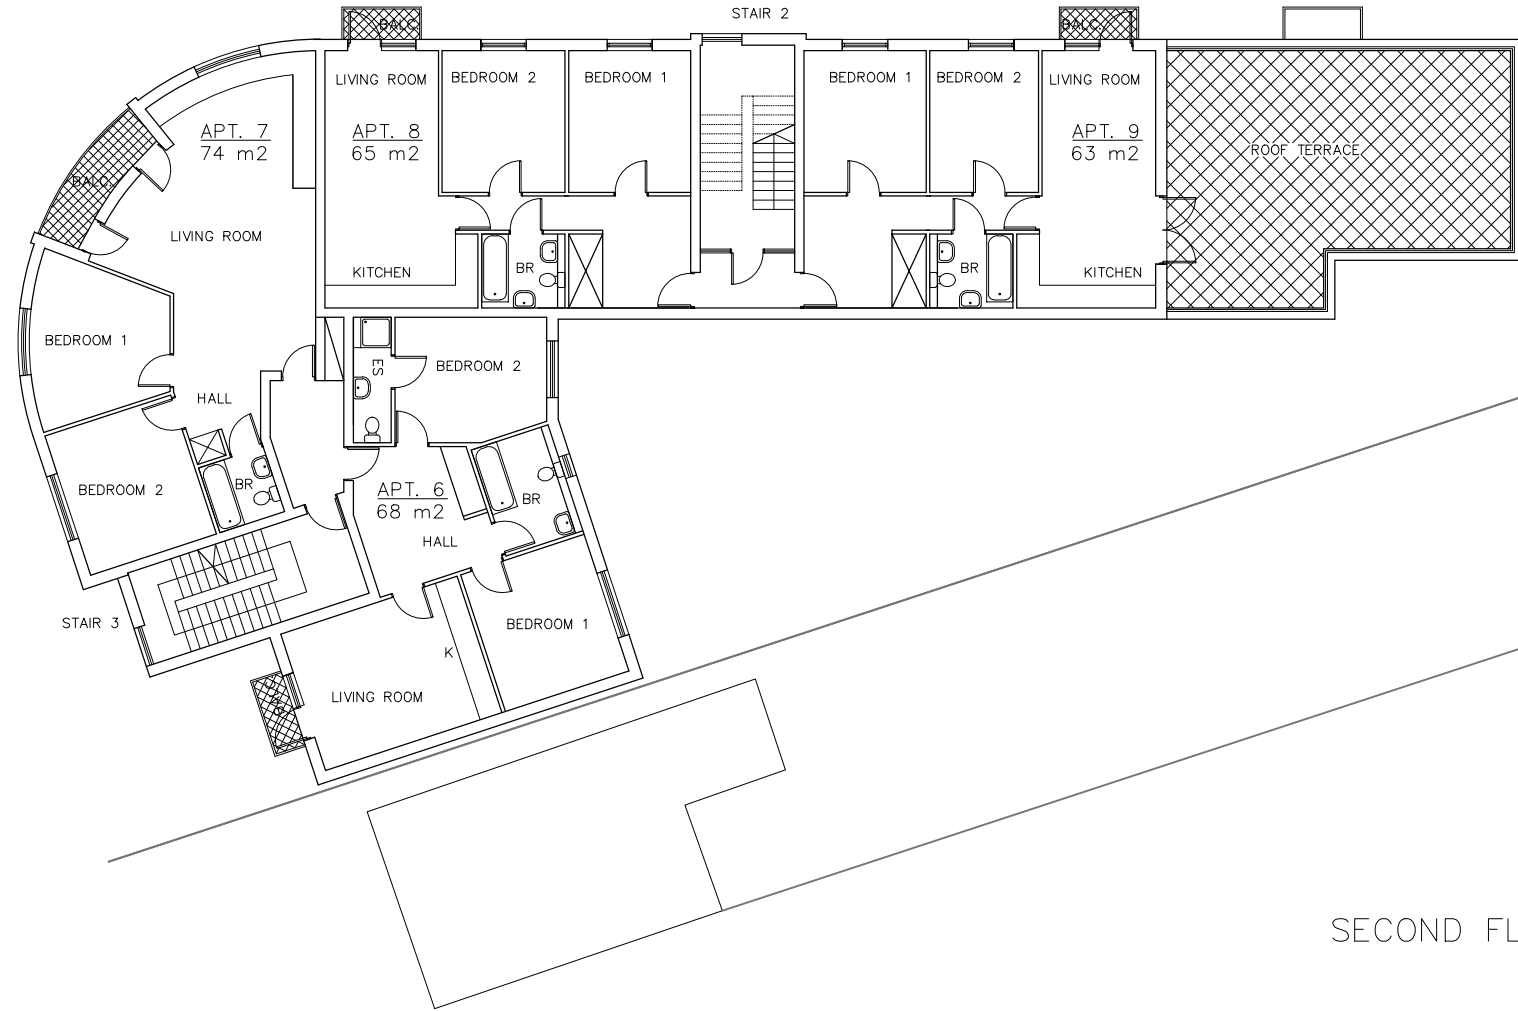 STAIR 2
BALC.
BALC.
LIVING ROOM
BEDROOM 2
BEDROOM 1
BEDROOM 1
BEDROOM 2
LIVING ROOM
APT. 7
74 m2
APT. 8
65 m2
APT. 9
63 m2
ROOF TERRACE
BALC.
LIVING ROOM
KITCHEN
BR
BR
KITCHEN
BEDROOM 1
ES
BEDROOM 2
HALL
BEDROOM 2
BR
APT. 6
68 m2
BR
HALL
STAIR 3
BEDROOM 1
K
LIVING ROOM
SECOND FL